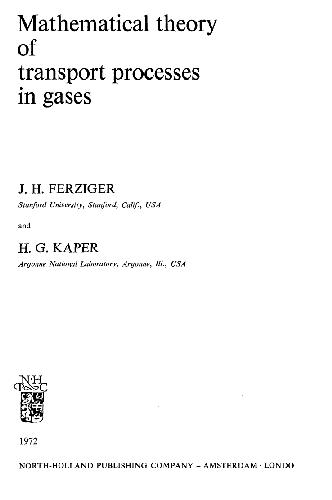 Mathematical theory
of
transport processes
in gases
J. H. FERZIGER
Stanford University, Stanford, Calif., USA
and
H. G. KAPER
Argonne National Laboratory, Argonne, Ill., USA
N·H
P C
1972
NORTH-HOLLAND PUBLISHING COMPANY – AMSTERDAM · LONDO